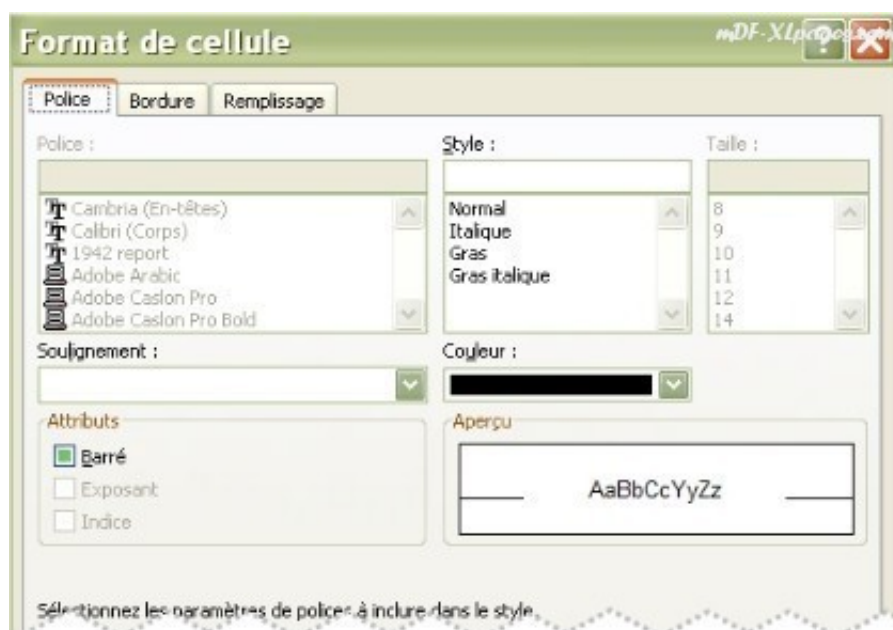 Format de cellule
mDF-XLpages.com
Police
Bordure
Remplissage
Police :
Style :
Taille :
Cambria (En-têtes)
Calibri (Corps)
1942 report
Adobe Arabic
Adobe Caslon Pro
Adobe Caslon Pro Bold
Normal
Italique
Gras
Gras italique
8
9
10
11
12
14
Soulignement :
Couleur :
Attributs
Barré
Exposant
Indice
Aperçu
AaBbCcYyZz
Sélectionnez les paramètres de polices à inclure dans le style.